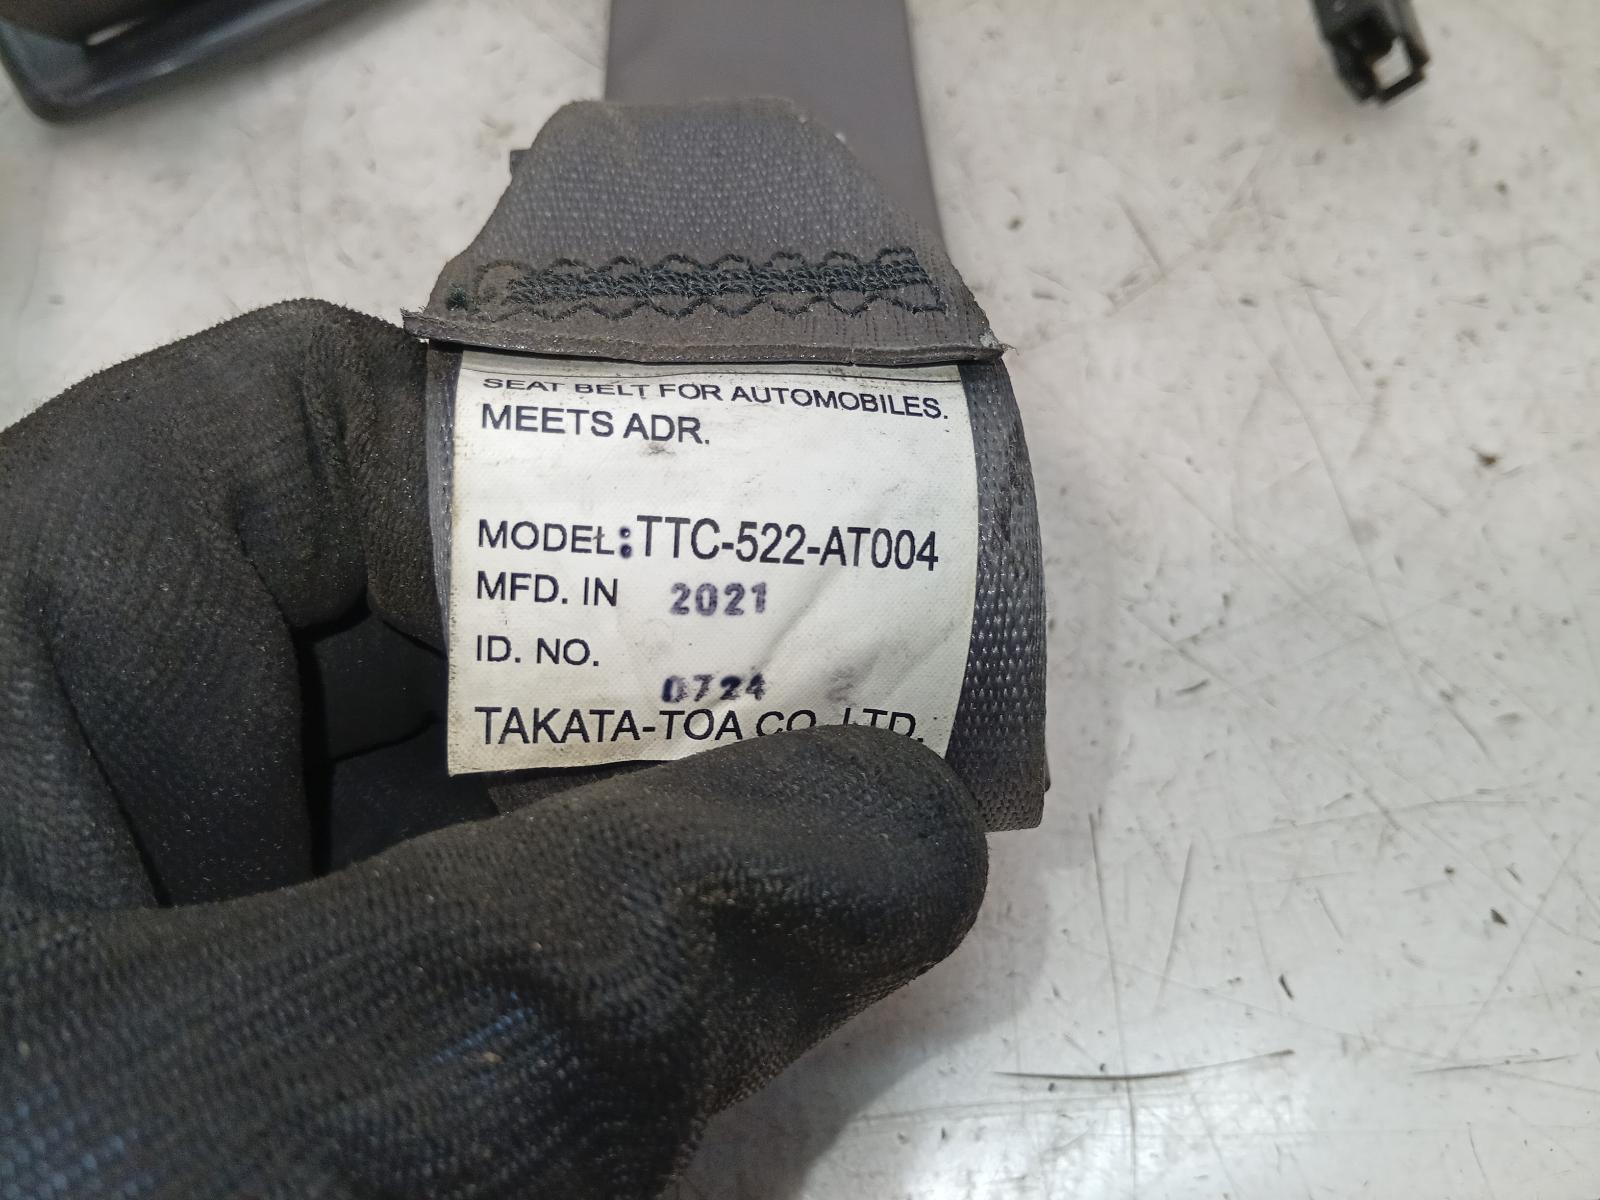 SEAT BELT FOR AUTOMOBILES.
MEETS ADR.
MODEL:TTC-522-AT004
MFD. IN 2021
ID. NO.
0724 2
TAKATA-TOA CO. LTD.